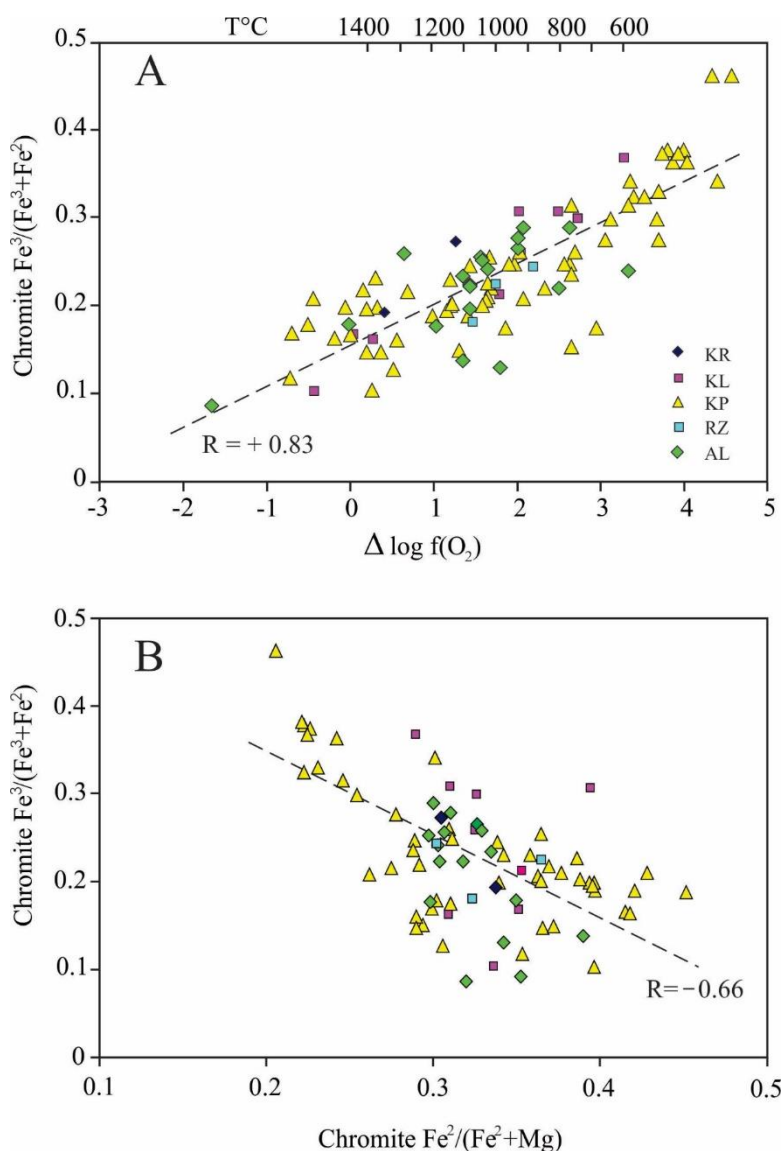 T°C 1400 1200 1000 800 600
A
0.5
0.4
0.3
0.2
0.1
0
Chromite Fe³/(Fe³+Fe²)
R = + 0.83
KR
KL
KP
RZ
AL
-3 -2 -1 0 1 2 3 4 5
Δ log f(O₂)
B
0.5
0.4
0.3
0.2
0.1
0
Chromite Fe³/(Fe³+Fe²)
R=−0.66
0.1 0.2 0.3 0.4 0.5
Chromite Fe²/(Fe²+Mg)